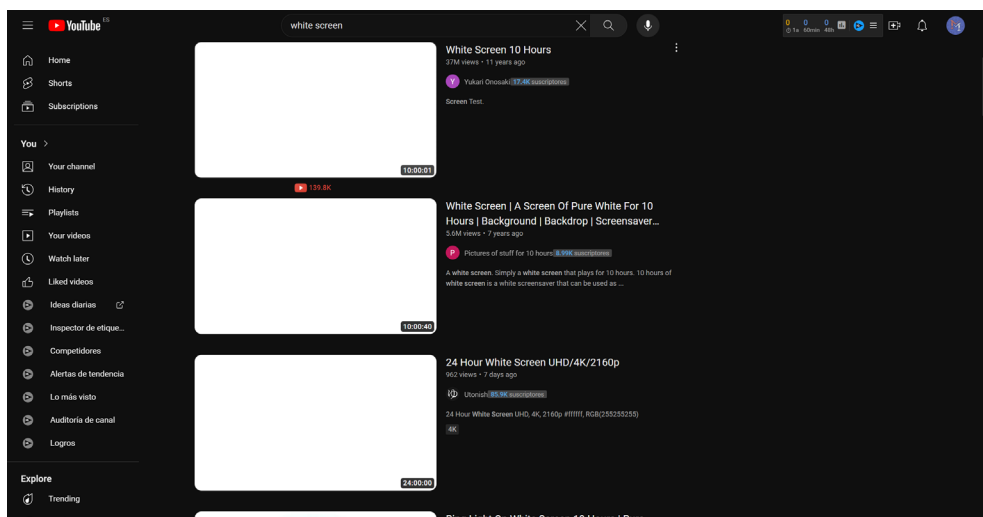 YouTube ES
white screen
0 0 0
1x 60min 48h
Home
Shorts
Subscriptions
You
Your channel
History
Playlists
Your videos
Watch later
Liked videos
Ideas diarias
Inspector de etique...
Competidores
Alertas de tendencia
Lo más visto
Auditoría de canal
Logros
Explore
Trending
10:00:01
White Screen 10 Hours
37M views • 11 years ago
Y Yukari Onosaki 17.4K suscriptores
Screen Test.
139.8K
10:00:40
White Screen | A Screen Of Pure White For 10
Hours | Background | Backdrop | Screensaver...
5.6M views • 7 years ago
P Pictures of stuff for 10 hours 8.99K suscriptores
A white screen. Simply a white screen that plays for 10 hours. 10 hours of
white screen is a white screensaver that can be used as ...
24:00:00
24 Hour White Screen UHD/4K/2160p
962 views • 7 days ago
Utonish 85.9K suscriptores
24 Hour White Screen UHD, 4K, 2160p #ffffff, RGB(255255255)
4K